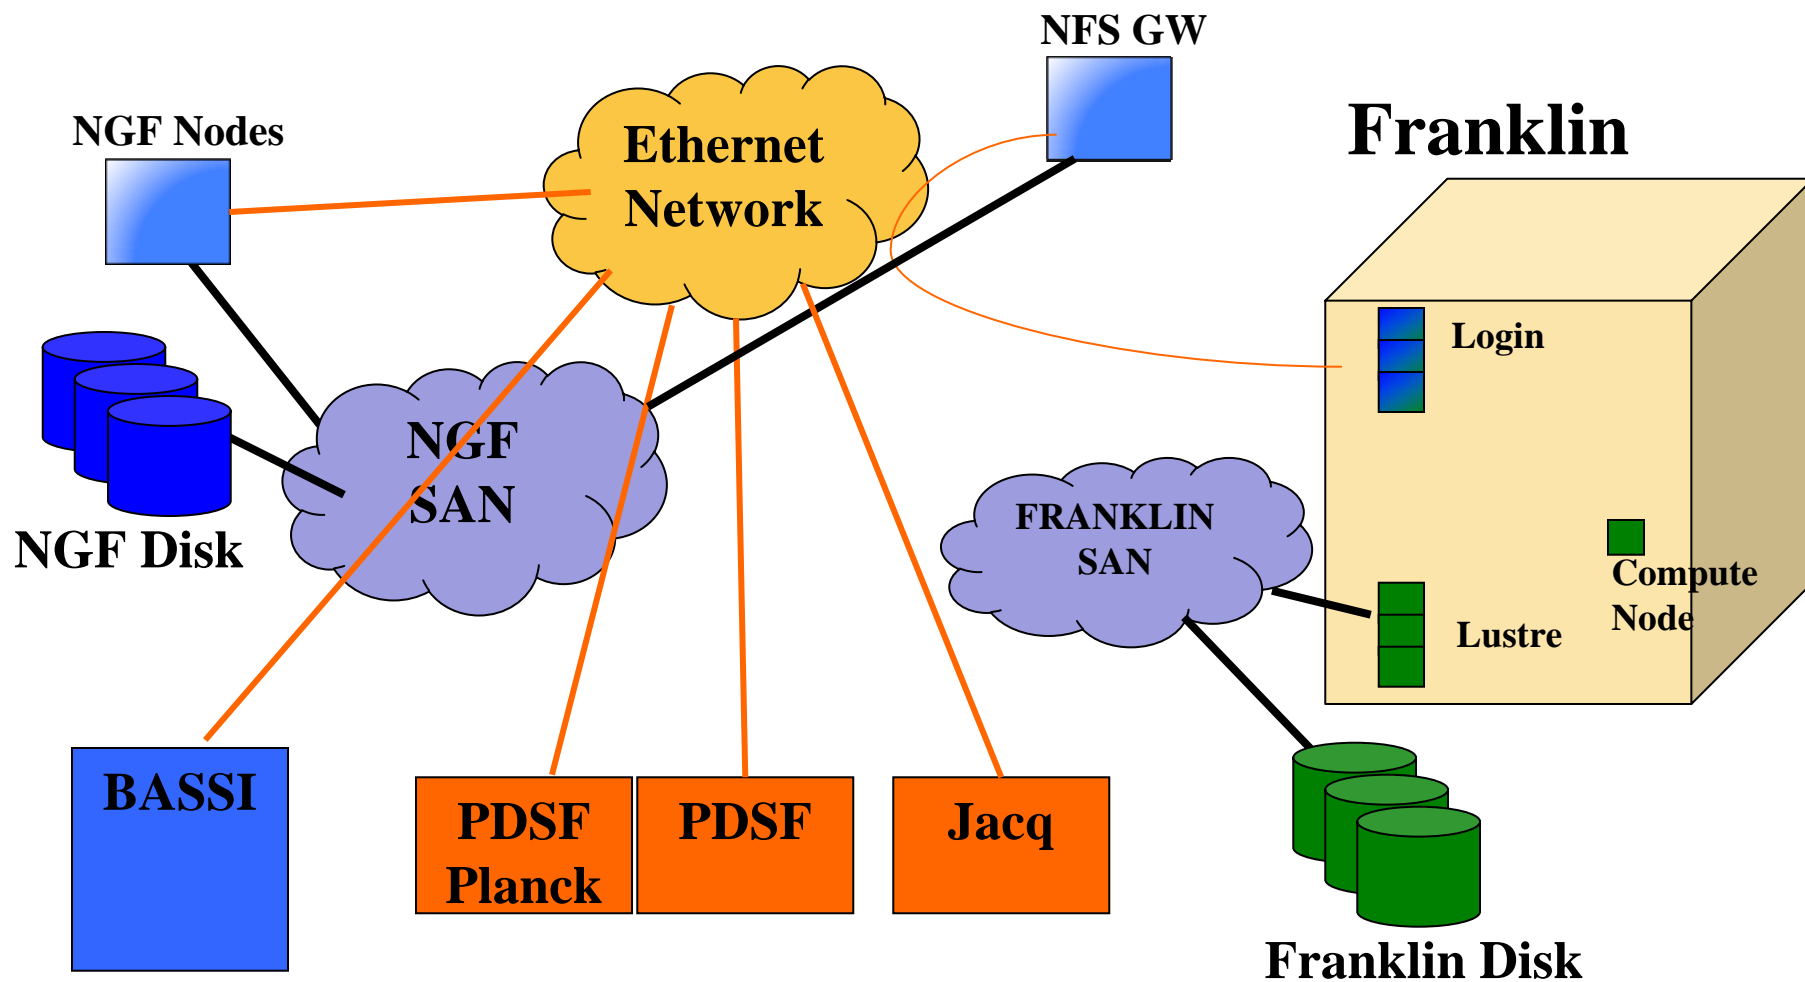 NFS GW
NGF Nodes
Ethernet
Network
Franklin
Login
NGF
SAN
NGF Disk
FRANKLIN
SAN
Compute
Node
Lustre
BASSI
PDSF
Planck
PDSF
Jacq
Franklin Disk